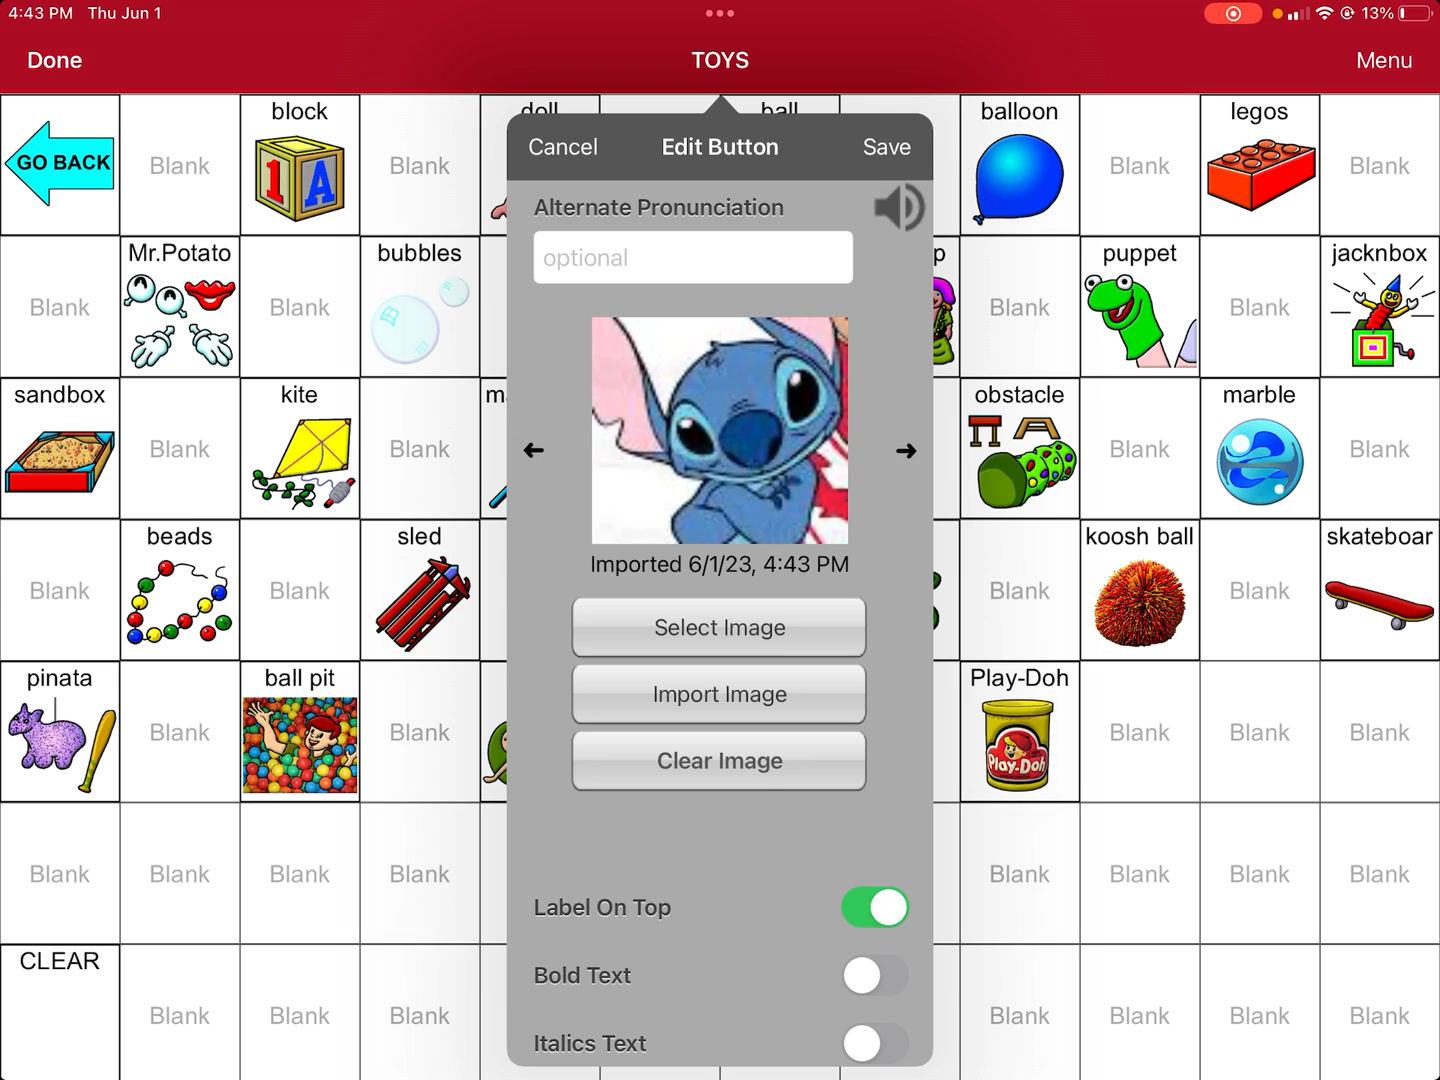 4:43 PM Thu Jun 1
13%
Done TOYS Menu
GO BACK
Blank
block
Blank
doll
ball
balloon
Blank
legos
Blank
Cancel Edit Button Save
Alternate Pronunciation
optional
Imported 6/1/23, 4:43 PM
Select Image
Import Image
Clear Image
Label On Top
Bold Text
Italics Text
Blank
Mr.Potato
Blank
bubbles
p
Blank
puppet
Blank
jacknbox
sandbox
Blank
kite
Blank
m
obstacle
Blank
marble
Blank
Blank
beads
Blank
sled
Blank
koosh ball
Blank
skateboar
pinata
Blank
ball pit
Blank
Play-Doh
Play-Doh
Blank
Blank
Blank
Blank
Blank
Blank
Blank
Blank
Blank
Blank
Blank
CLEAR
Blank
Blank
Blank
Blank
Blank
Blank
Blank